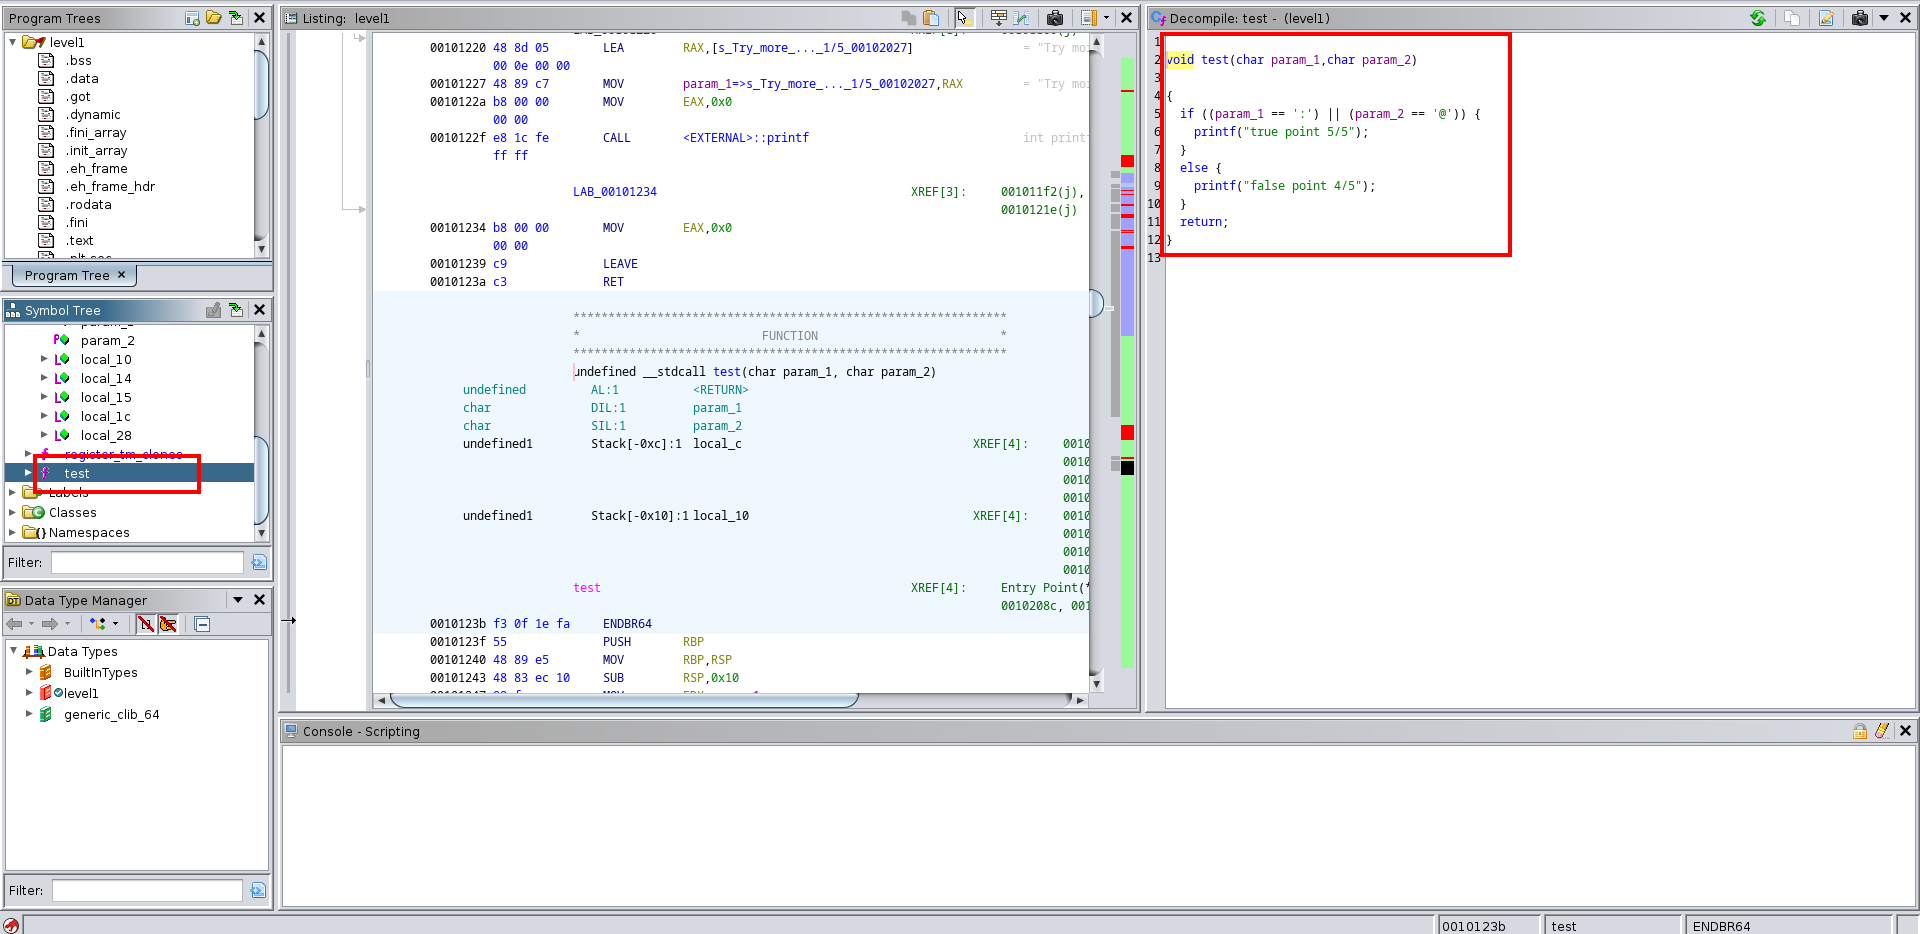 Program Trees
level1
.bss
.data
.got
.dynamic
.fini_array
.init_array
.eh_frame
.eh_frame_hdr
.rodata
.fini
.text
Program Tree
Symbol Tree
param_2
local_10
local_14
local_15
local_1c
local_28
register_tm_clones
test
Labels
Classes
Namespaces
Filter:
Data Type Manager
Data Types
BuiltInTypes
level1
generic_clib_64
Filter:
Listing: level1
00101220 48 8d 05 LEA RAX,[s_Try_more_..._1/5_00102027] = "Try mo
00 0e 00 00
00101227 48 89 c7 MOV param_1=>s_Try_more_..._1/5_00102027,RAX = "Try mo
0010122a b8 00 00 MOV EAX,0x0
00 00
0010122f e8 1c fe CALL <EXTERNAL>::printf int print
ff ff
LAB_00101234 XREF[3]: 001011f2(j),
0010121e(j)
00101234 b8 00 00 MOV EAX,0x0
00 00
00101239 c9 LEAVE
0010123a c3 RET
**************************************************************
* FUNCTION *
**************************************************************
undefined __stdcall test(char param_1, char param_2)
undefined AL:1 <RETURN>
char DIL:1 param_1
char SIL:1 param_2
undefined1 Stack[-0xc]:1 local_c XREF[4]: 0010
0010
0010
0010
undefined1 Stack[-0x10]:1 local_10 XREF[4]: 0010
0010
0010
0010
test XREF[4]: Entry Point(*
0010208c, 001
0010123b f3 0f 1e fa ENDBR64
0010123f 55 PUSH RBP
00101240 48 89 e5 MOV RBP,RSP
00101243 48 83 ec 10 SUB RSP,0x10
Decompile: test - (level1)
1
2 void test(char param_1,char param_2)
3
4 {
5 if ((param_1 == ':') || (param_2 == '@')) {
6 printf("true point 5/5");
7 }
8 else {
9 printf("false point 4/5");
10 }
11 return;
12 }
13
Console - Scripting
0010123b test ENDBR64